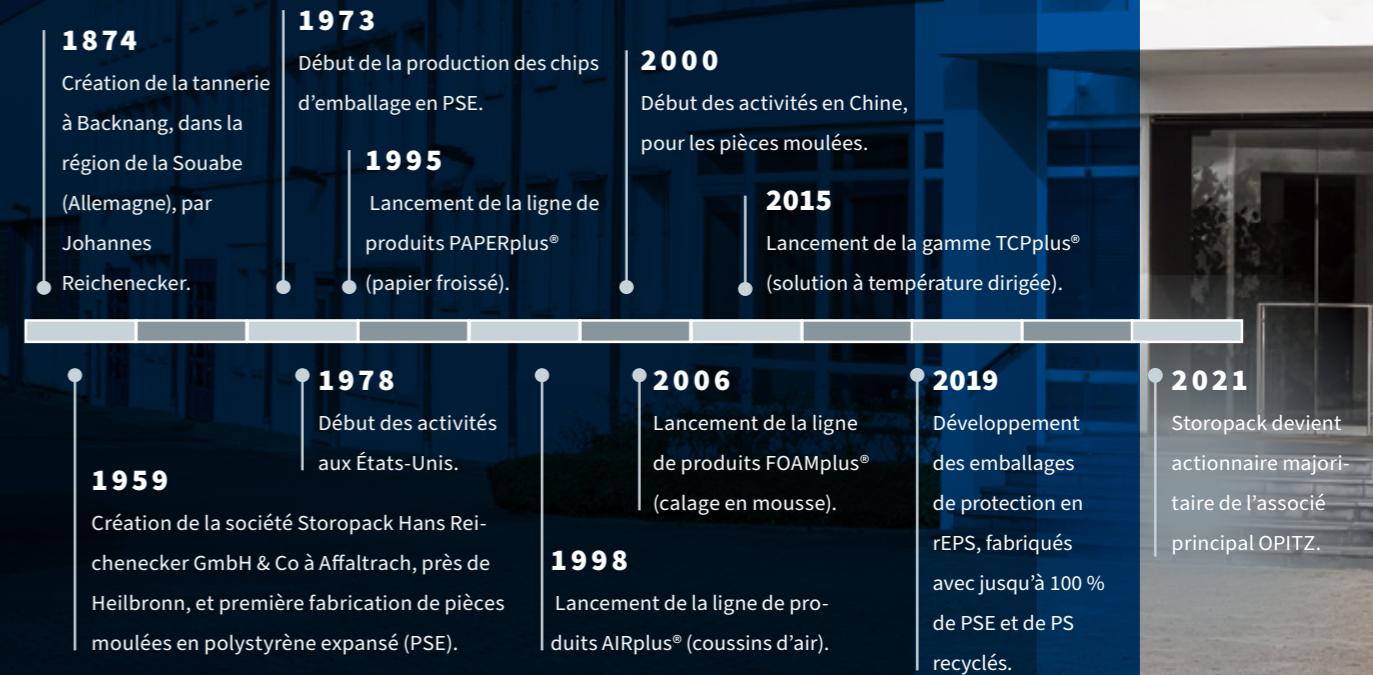 1874
Création de la tannerie
à Backnang, dans la
région de la Souabe
(Allemagne), par
Johannes
Reichenecker.
1973
Début de la production des chips
d’emballage en PSE.
1995
Lancement de la ligne de
produits PAPERplus®
(papier froissé).
2000
Début des activités en Chine,
pour les pièces moulées.
2015
Lancement de la gamme TCPplus®
(solution à température dirigée).
1959
Création de la société Storopack Hans Rei-
chenecker GmbH & Co à Affaltrach, près de
Heilbronn, et première fabrication de pièces
moulées en polystyrène expansé (PSE).
1978
Début des activités
aux États-Unis.
1998
Lancement de la ligne de pro-
duits AIRplus® (coussins d’air).
2006
Lancement de la ligne
de produits FOAMplus®
(calage en mousse).
2019
Développement
des emballages
de protection en
rEPS, fabriqués
avec jusqu’à 100 %
de PSE et de PS
recyclés.
2021
Storopack devient
actionnaire majori-
taire de l’associé
principal OPITZ.